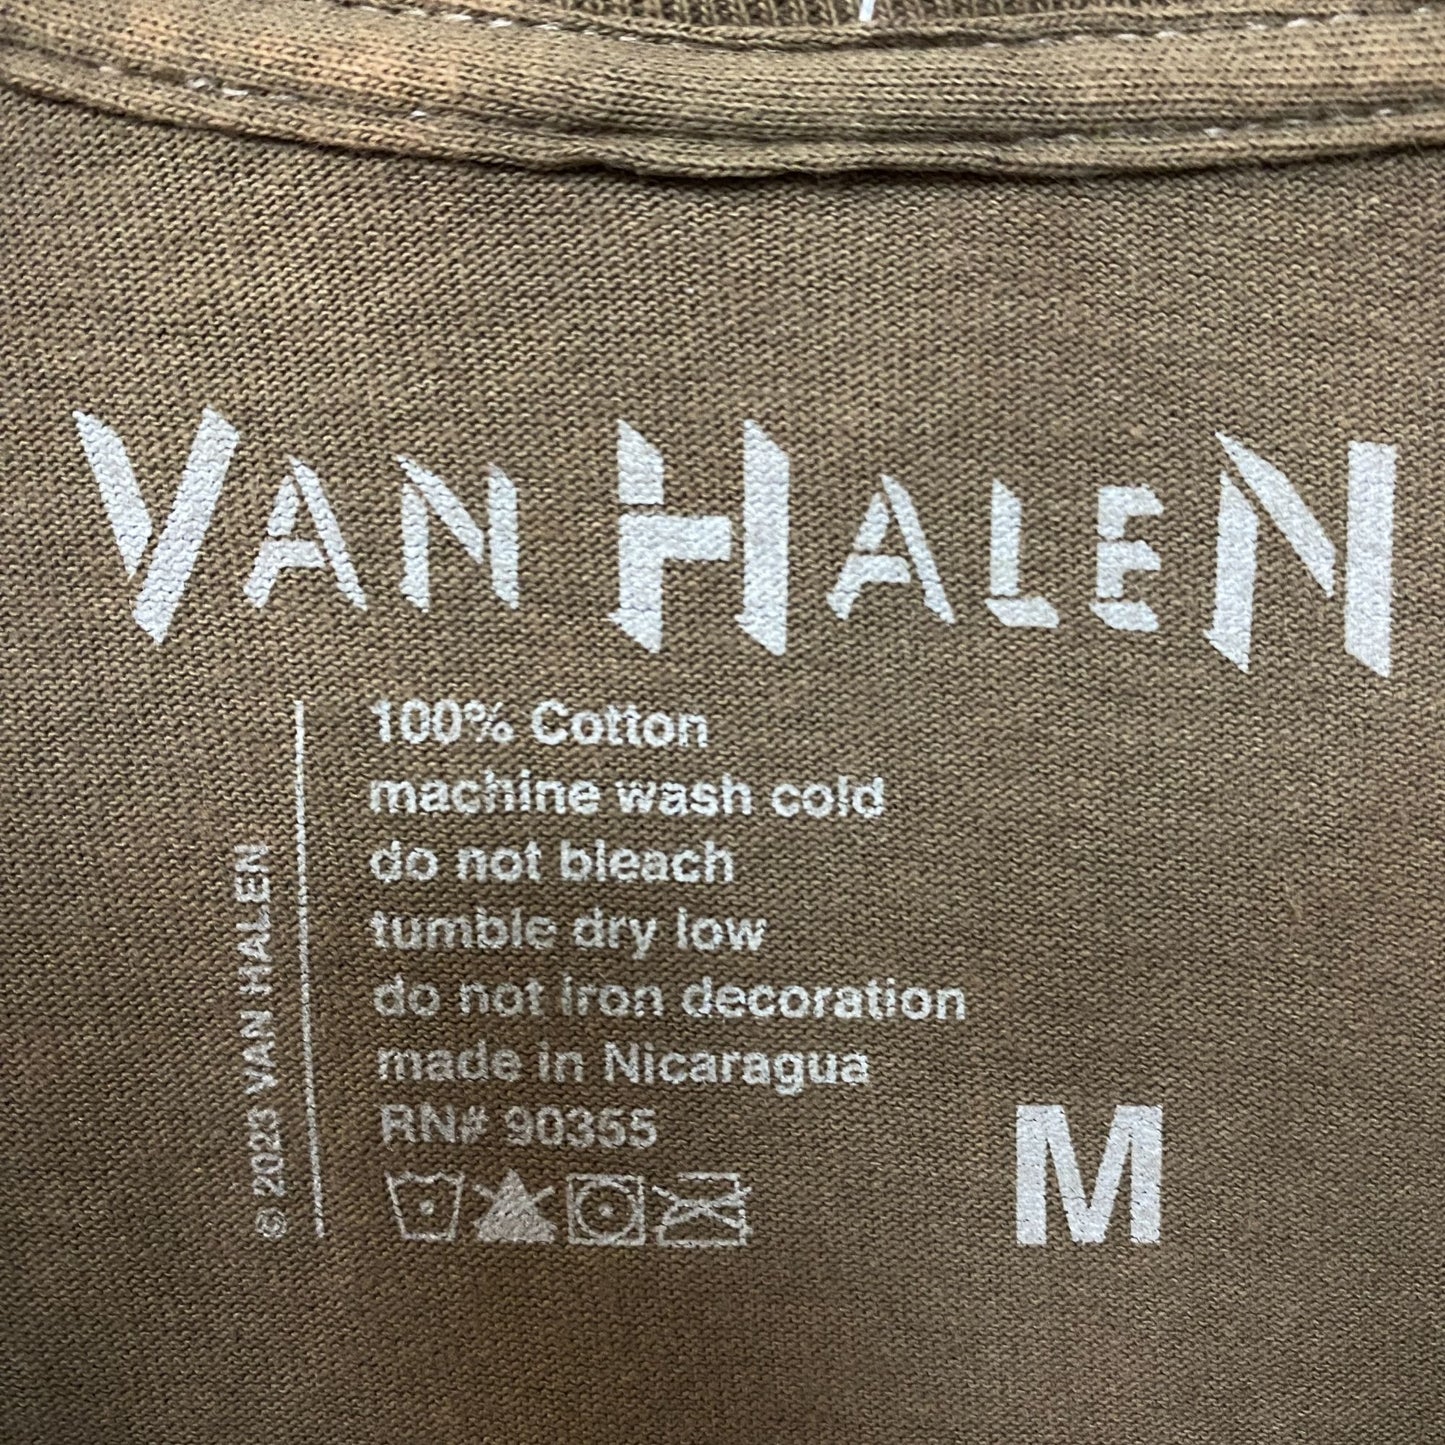 VAN HALEN
100% Cotton
machine wash cold
do not bleach
tumble dry low
do not iron decoration
made in Nicaragua
RN# 90355
© 2023 VAN HALEN
M